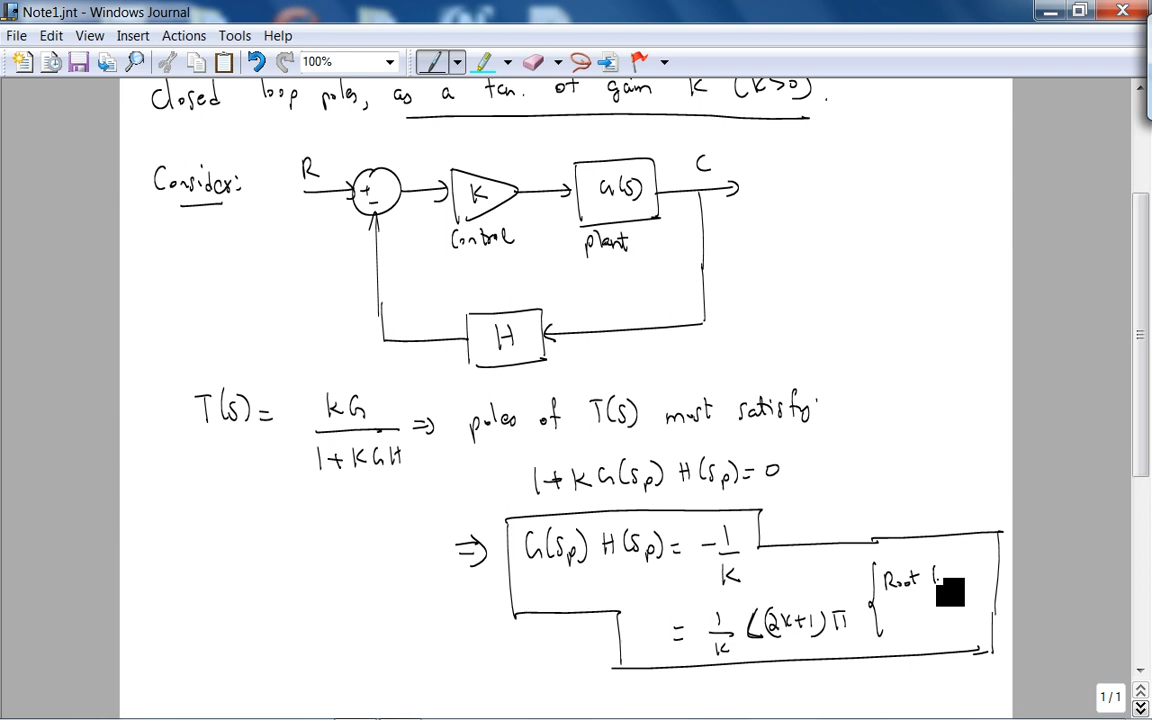 Note1.jnt - Windows Journal
File Edit View Insert Actions Tools Help
100%
closed loop poles, as a fcn. of gain K (K>0).
Consider:
R
+
-
K
G(s)
C
control
plant
H
T(s) = KG / 1+KGH ⇒ poles of T(s) must satisfy:
1+KG(sp) H(sp) = 0
⇒ G(sp) H(sp) = -1/K
= 1/K ∠(2k+1)π { Root
1/1